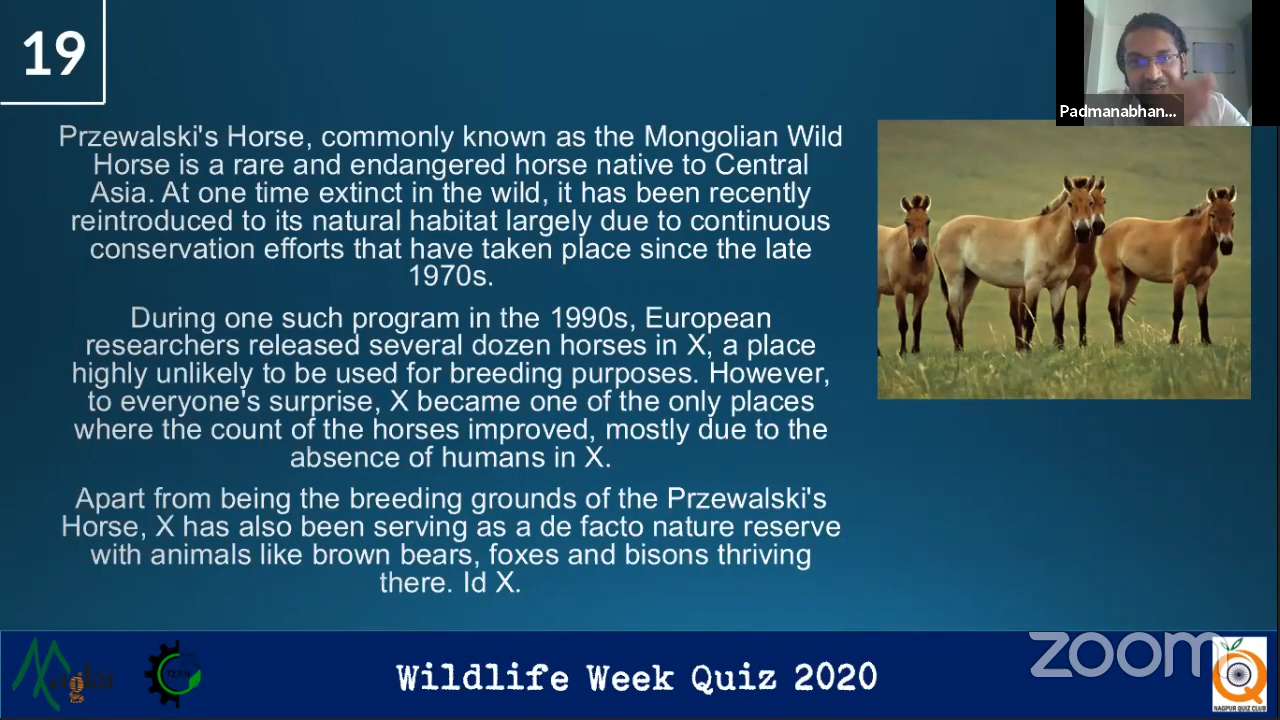 19
Padmanabhan...
Przewalski's Horse, commonly known as the Mongolian Wild
Horse is a rare and endangered horse native to Central
Asia. At one time extinct in the wild, it has been recently
reintroduced to its natural habitat largely due to continuous
conservation efforts that have taken place since the late
1970s.
During one such program in the 1990s, European
researchers released several dozen horses in X, a place
highly unlikely to be used for breeding purposes. However,
to everyone's surprise, X became one of the only places
where the count of the horses improved, mostly due to the
absence of humans in X.
Apart from being the breeding grounds of the Przewalski's
Horse, X has also been serving as a de facto nature reserve
with animals like brown bears, foxes and bisons thriving
there. Id X.
Wildlife Week Quiz 2020
zoom
NAGPUR QUIZ CLUB